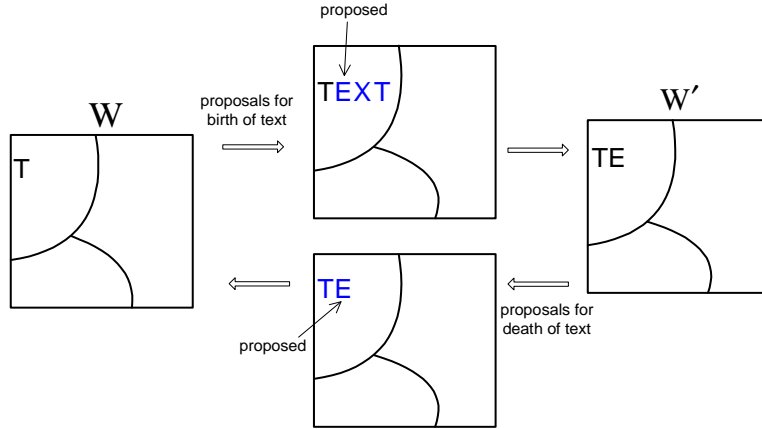 proposed
W
proposals for
birth of text
TEXT
W′
T
TE
TE
proposals for
death of text
proposed